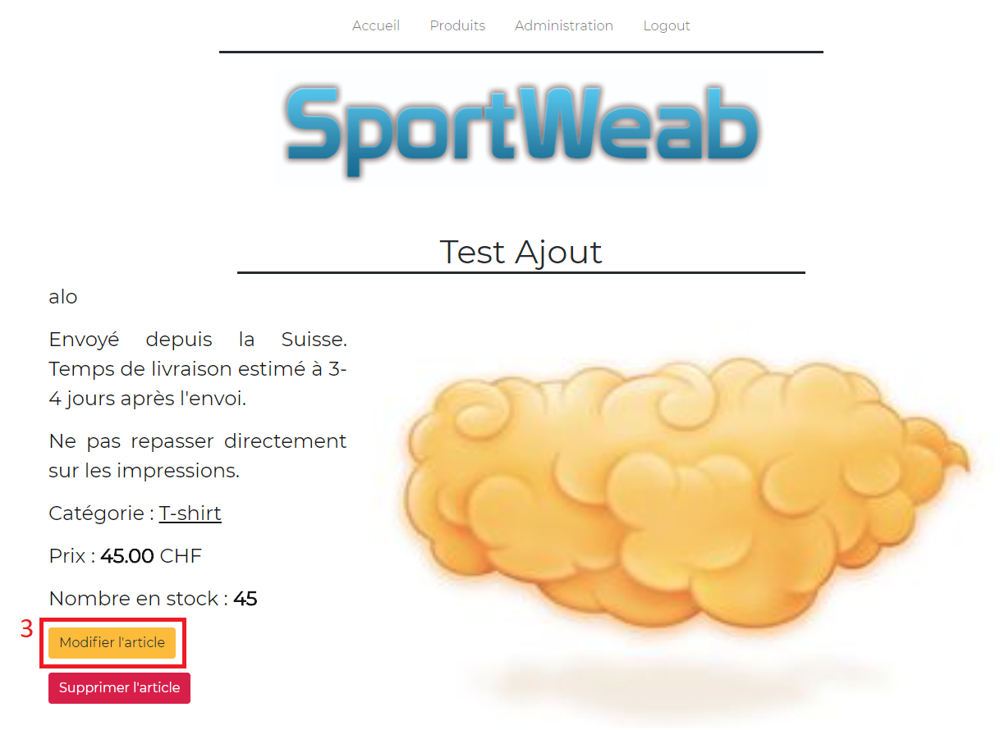 Accueil Produits Administration Logout
SportWeab
Test Ajout
alo
Envoyé depuis la Suisse.
Temps de livraison estimé à 3-
4 jours après l'envoi.
Ne pas repasser directement
sur les impressions.
Catégorie : T-shirt
Prix : 45.00 CHF
Nombre en stock : 45
3
Modifier l'article
Supprimer l'article